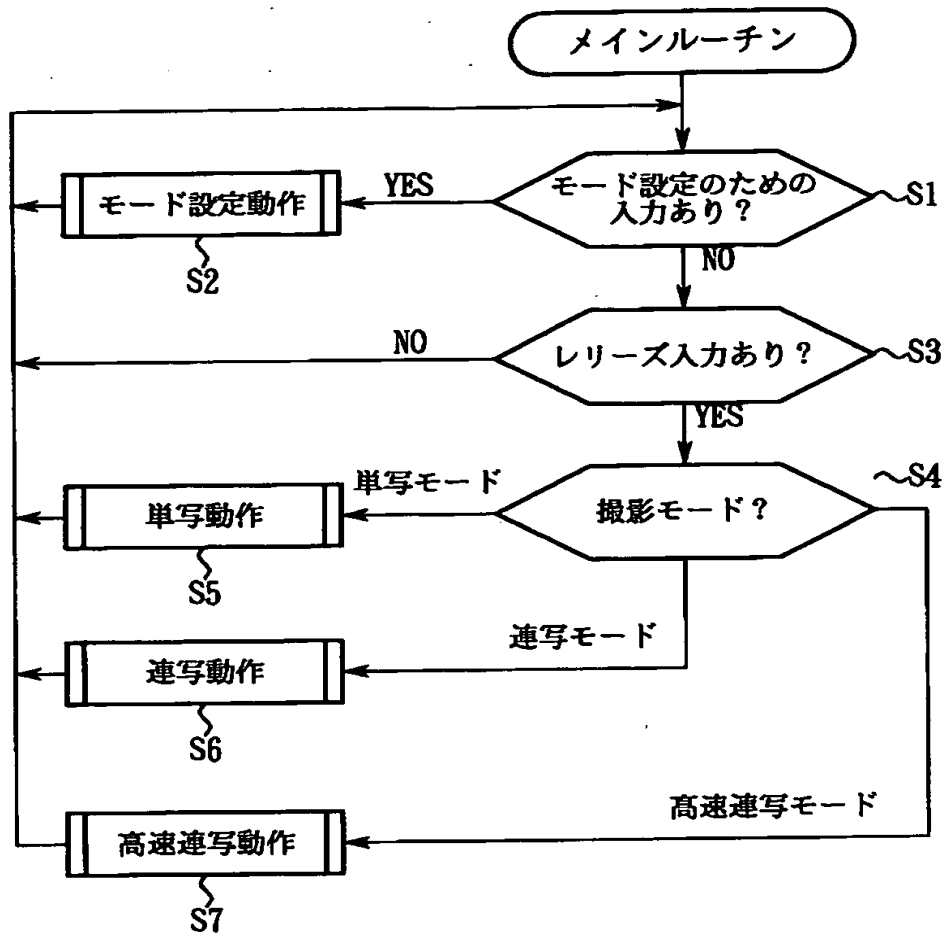 メインルーチン
モード設定のための
入力あり？
S1
YES
モード設定動作
S2
NO
レリーズ入力あり？
S3
NO
YES
撮影モード？
S4
単写モード
単写動作
S5
連写モード
連写動作
S6
高速連写モード
高速連写動作
S7